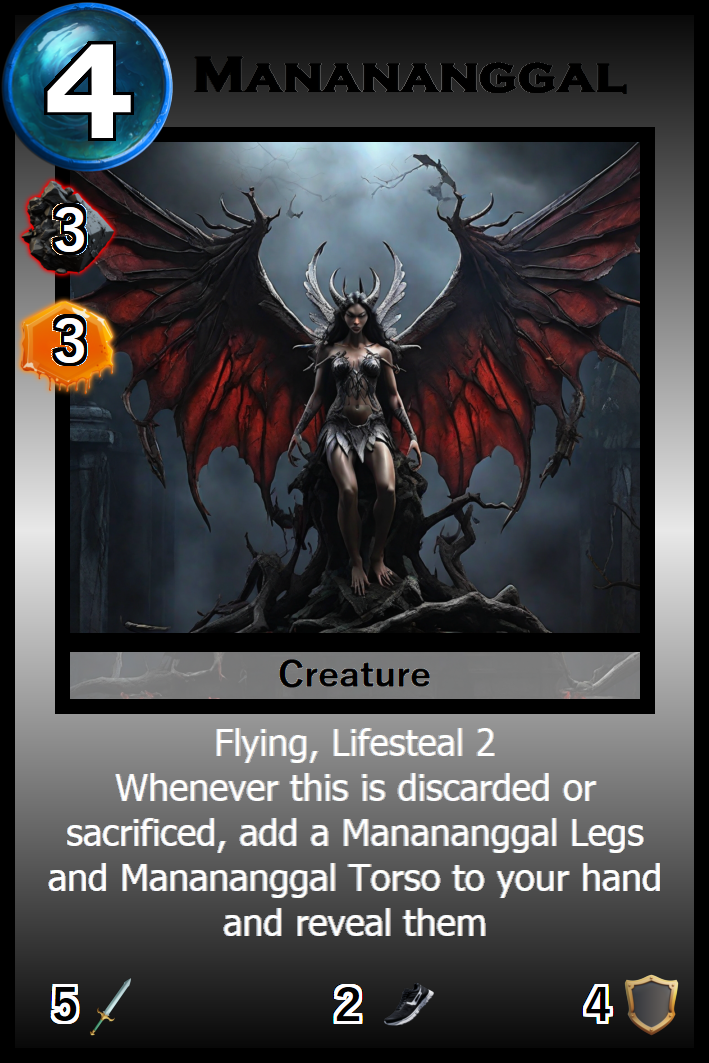 4
Manananggal
3
3
Creature
Flying, Lifesteal 2
Whenever this is discarded or
sacrificed, add a Manananggal Legs
and Manananggal Torso to your hand
and reveal them
5 2 4